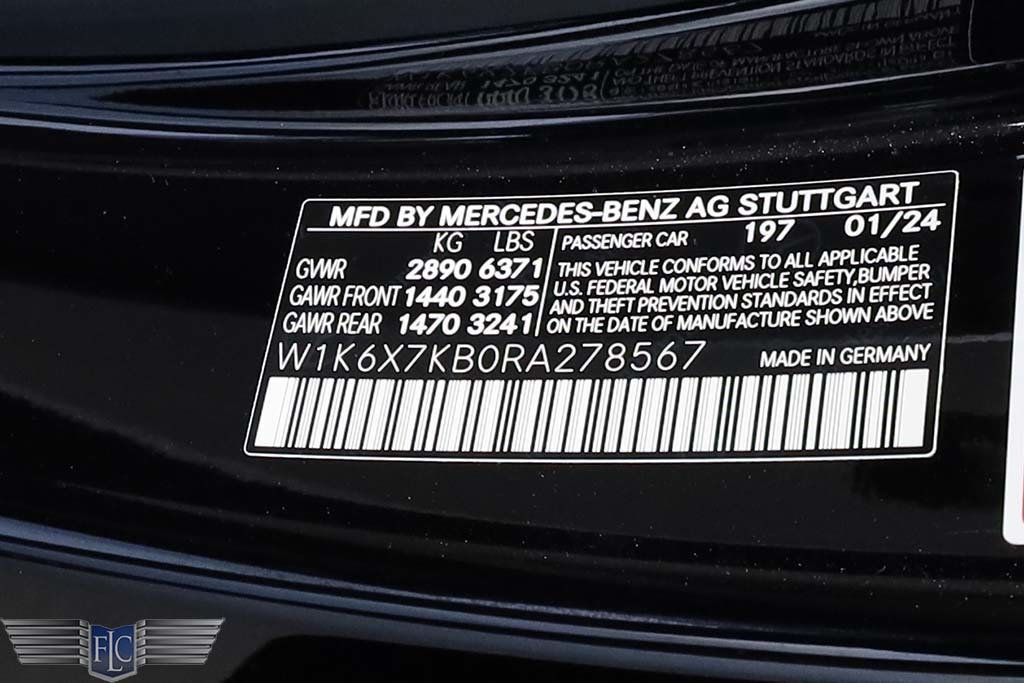 MFD BY MERCEDES-BENZ AG STUTTGART
KG LBS
GVWR 2890 6371
GAWR FRONT 1440 3175
GAWR REAR 1470 3241
PASSENGER CAR 197 01/24
THIS VEHICLE CONFORMS TO ALL APPLICABLE
U.S. FEDERAL MOTOR VEHICLE SAFETY,BUMPER
AND THEFT PREVENTION STANDARDS IN EFFECT
ON THE DATE OF MANUFACTURE SHOWN ABOVE
W1K6X7KB0RA278567
MADE IN GERMANY
FLC